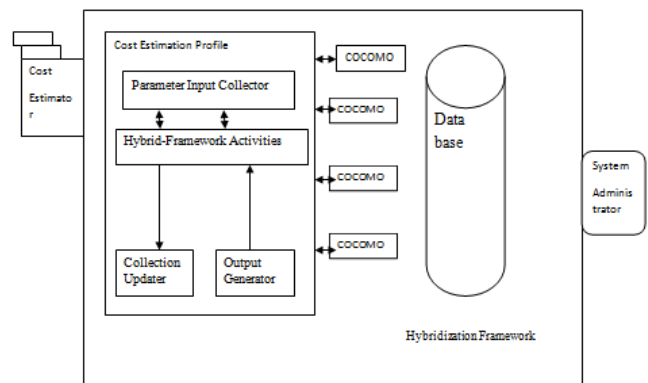 Cost Estimation Profile
COCOMO
Cost
Estimato
r
Parameter Input Collector
COCOMO
Data
base
Hybrid-Framework Activities
System
Adminis
trator
COCOMO
COCOMO
Collection
Updater
Output
Generator
Hybridization Framework